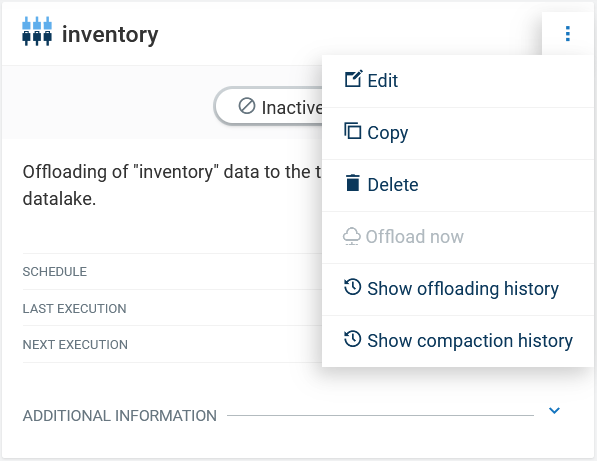 inventory
Edit
Inactive
Copy
Offloading of "inventory" data to the t
Delete
datalake.
Offload now
SCHEDULE
Show offloading history
LAST EXECUTION
Show compaction history
NEXT EXECUTION
ADDITIONAL INFORMATION